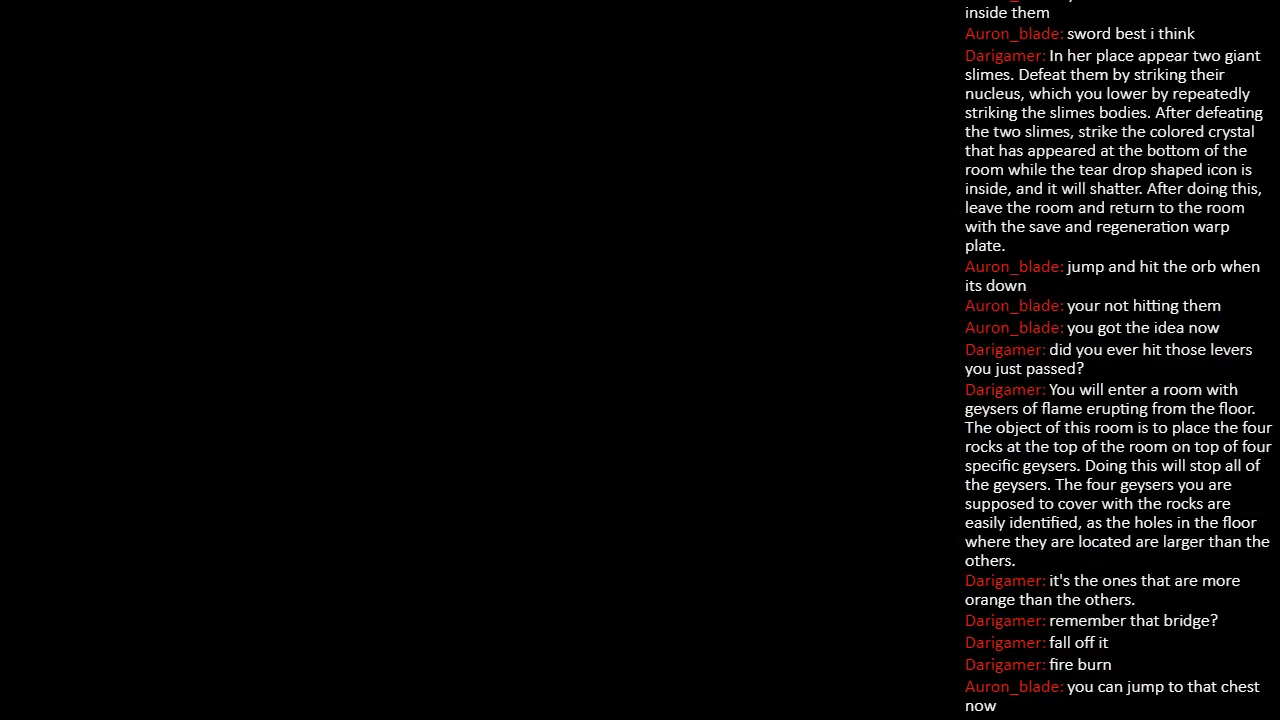 inside them
Auron_blade: sword best i think
Darigamer: In her place appear two giant
slimes. Defeat them by striking their
nucleus, which you lower by repeatedly
striking the slimes bodies. After defeating
the two slimes, strike the colored crystal
that has appeared at the bottom of the
room while the tear drop shaped icon is
inside, and it will shatter. After doing this,
leave the room and return to the room
with the save and regeneration warp
plate.
Auron_blade: jump and hit the orb when
its down
Auron_blade: your not hitting them
Auron_blade: you got the idea now
Darigamer: did you ever hit those levers
you just passed?
Darigamer: You will enter a room with
geysers of flame erupting from the floor.
The object of this room is to place the four
rocks at the top of the room on top of four
specific geysers. Doing this will stop all of
the geysers. The four geysers you are
supposed to cover with the rocks are
easily identified, as the holes in the floor
where they are located are larger than the
others.
Darigamer: it's the ones that are more
orange than the others.
Darigamer: remember that bridge?
Darigamer: fall off it
Darigamer: fire burn
Auron_blade: you can jump to that chest
now